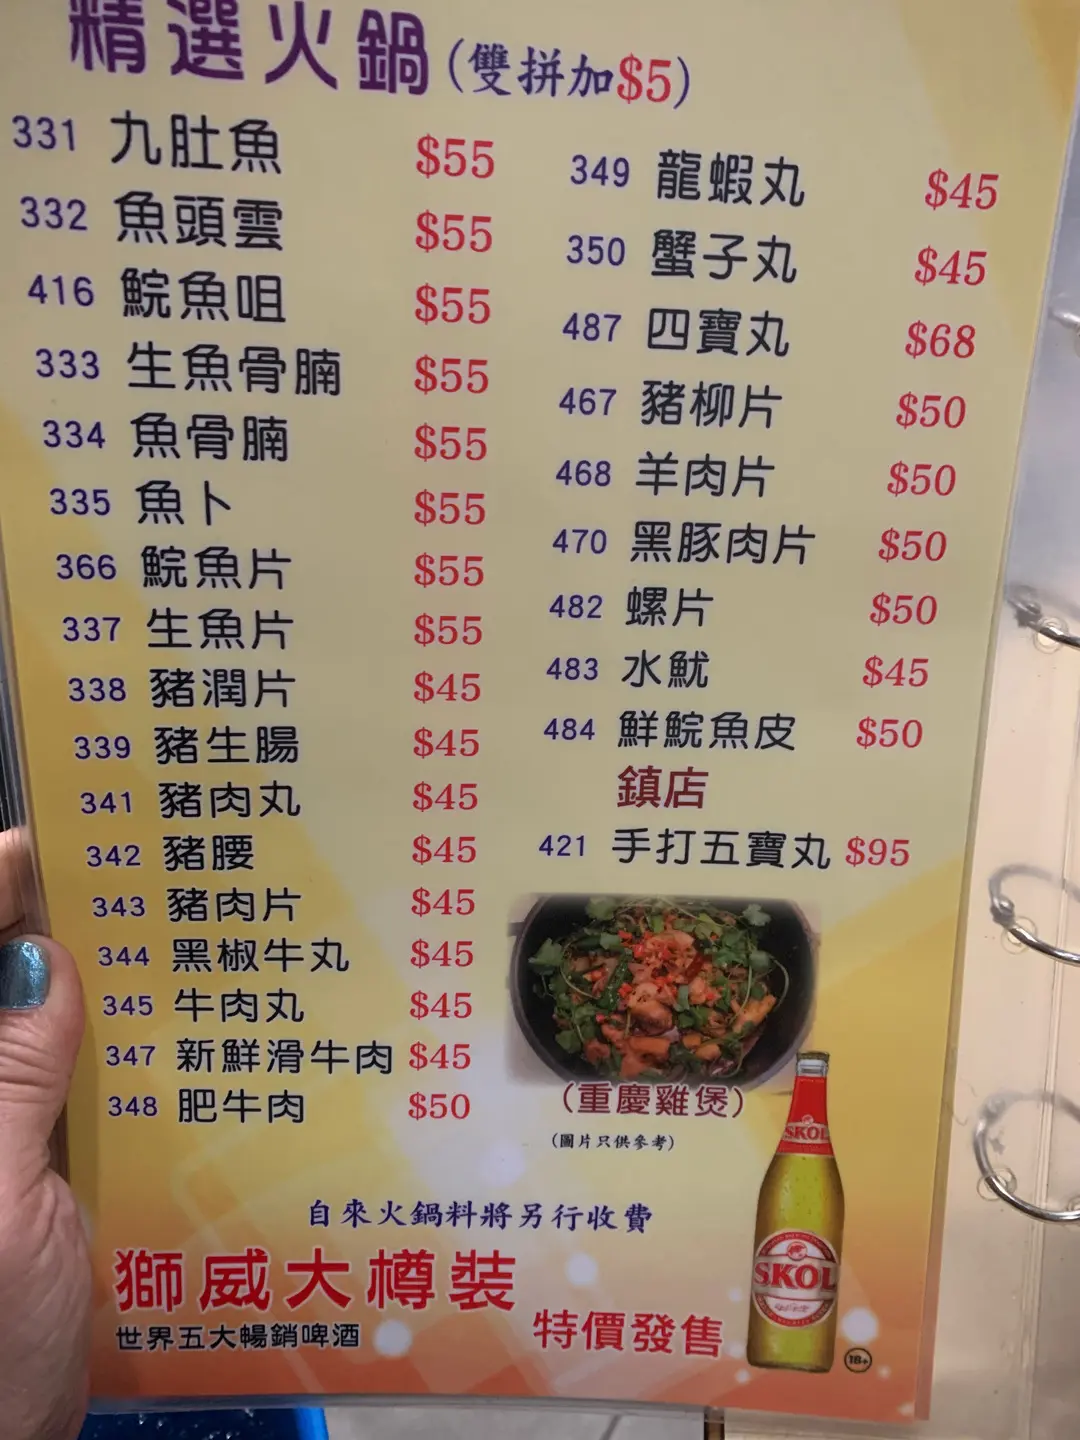 精選火鍋(雙拼加$5)
331 九肚魚 $55
332 魚頭雲 $55
416 鯇魚咀 $55
333 生魚骨腩 $55
334 魚骨腩 $55
335 魚卜 $55
366 鯇魚片 $55
337 生魚片 $55
338 豬潤片 $45
339 豬生腸 $45
341 豬肉丸 $45
342 豬腰 $45
343 豬肉片 $45
344 黑椒牛丸 $45
345 牛肉丸 $45
347 新鮮滑牛肉 $45
348 肥牛肉 $50
349 龍蝦丸 $45
350 蟹子丸 $45
487 四寶丸 $68
467 豬柳片 $50
468 羊肉片 $50
470 黑豚肉片 $50
482 螺片 $50
483 水魷 $45
484 鮮鯇魚皮 $50
鎮店
421 手打五寶丸 $95
(重慶雞煲)
(圖片只供參考)
自來火鍋料將另行收費
獅威大樽裝
世界五大暢銷啤酒
特價發售
SKOL
SKOL
18+